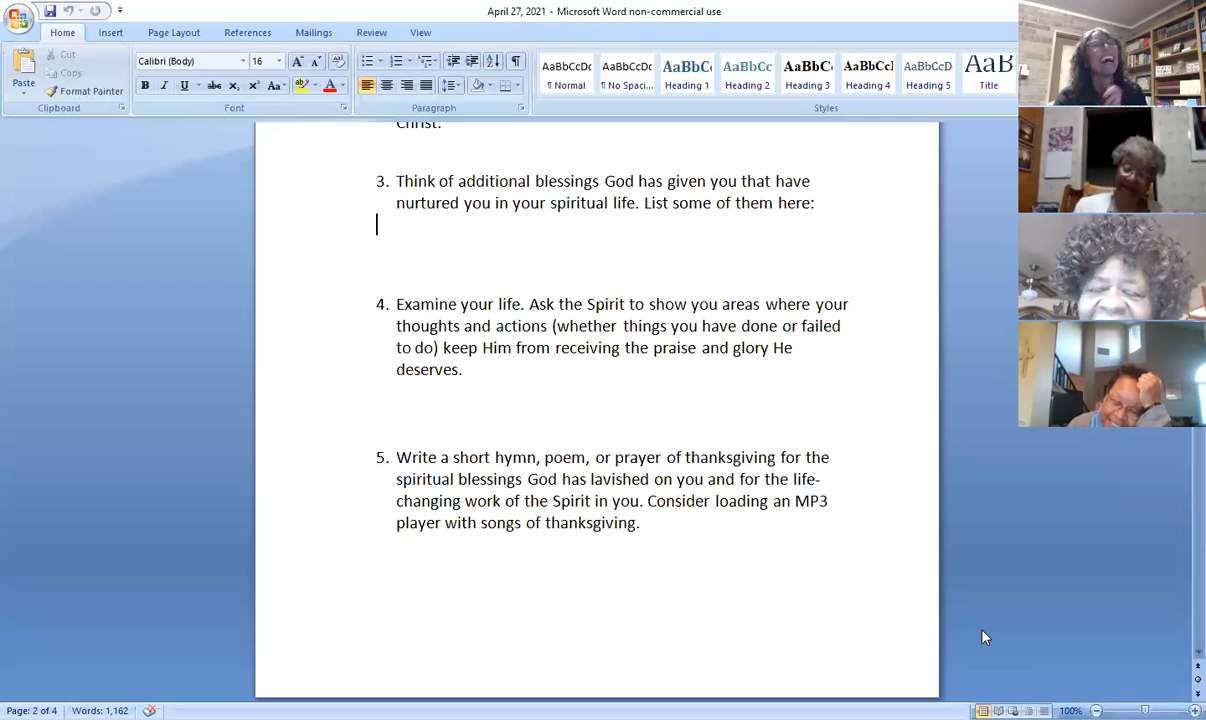 April 27, 2021 - Microsoft Word non-commercial use
Home Insert Page Layout References Mailings Review View
Paste
Cut
Copy
Format Painter
Clipboard
Calibri (Body) 16
B I U abc X₂ X² Aa
Font
Paragraph
AaBbCcDc AaBbCcDc AaBbC AaBbCc AaBbCc AaBbCcI AaBbCcD AaB
¶ Normal ¶ No Spaci... Heading 1 Heading 2 Heading 3 Heading 4 Heading 5 Title
Styles
Christ.
3. Think of additional blessings God has given you that have
nurtured you in your spiritual life. List some of them here:
4. Examine your life. Ask the Spirit to show you areas where your
thoughts and actions (whether things you have done or failed
to do) keep Him from receiving the praise and glory He
deserves.
5. Write a short hymn, poem, or prayer of thanksgiving for the
spiritual blessings God has lavished on you and for the life-
changing work of the Spirit in you. Consider loading an MP3
player with songs of thanksgiving.
Page: 2 of 4 Words: 1,162 100%